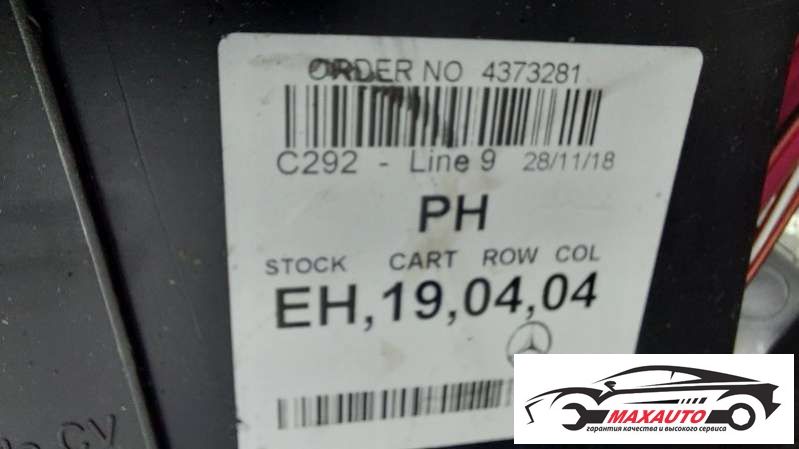 ORDER NO 4373281
C292 - Line 9 28/11/18
PH
STOCK CART ROW COL
EH,19,04,04
MAXAUTO
гарантия качества и высокого сервиса
CV